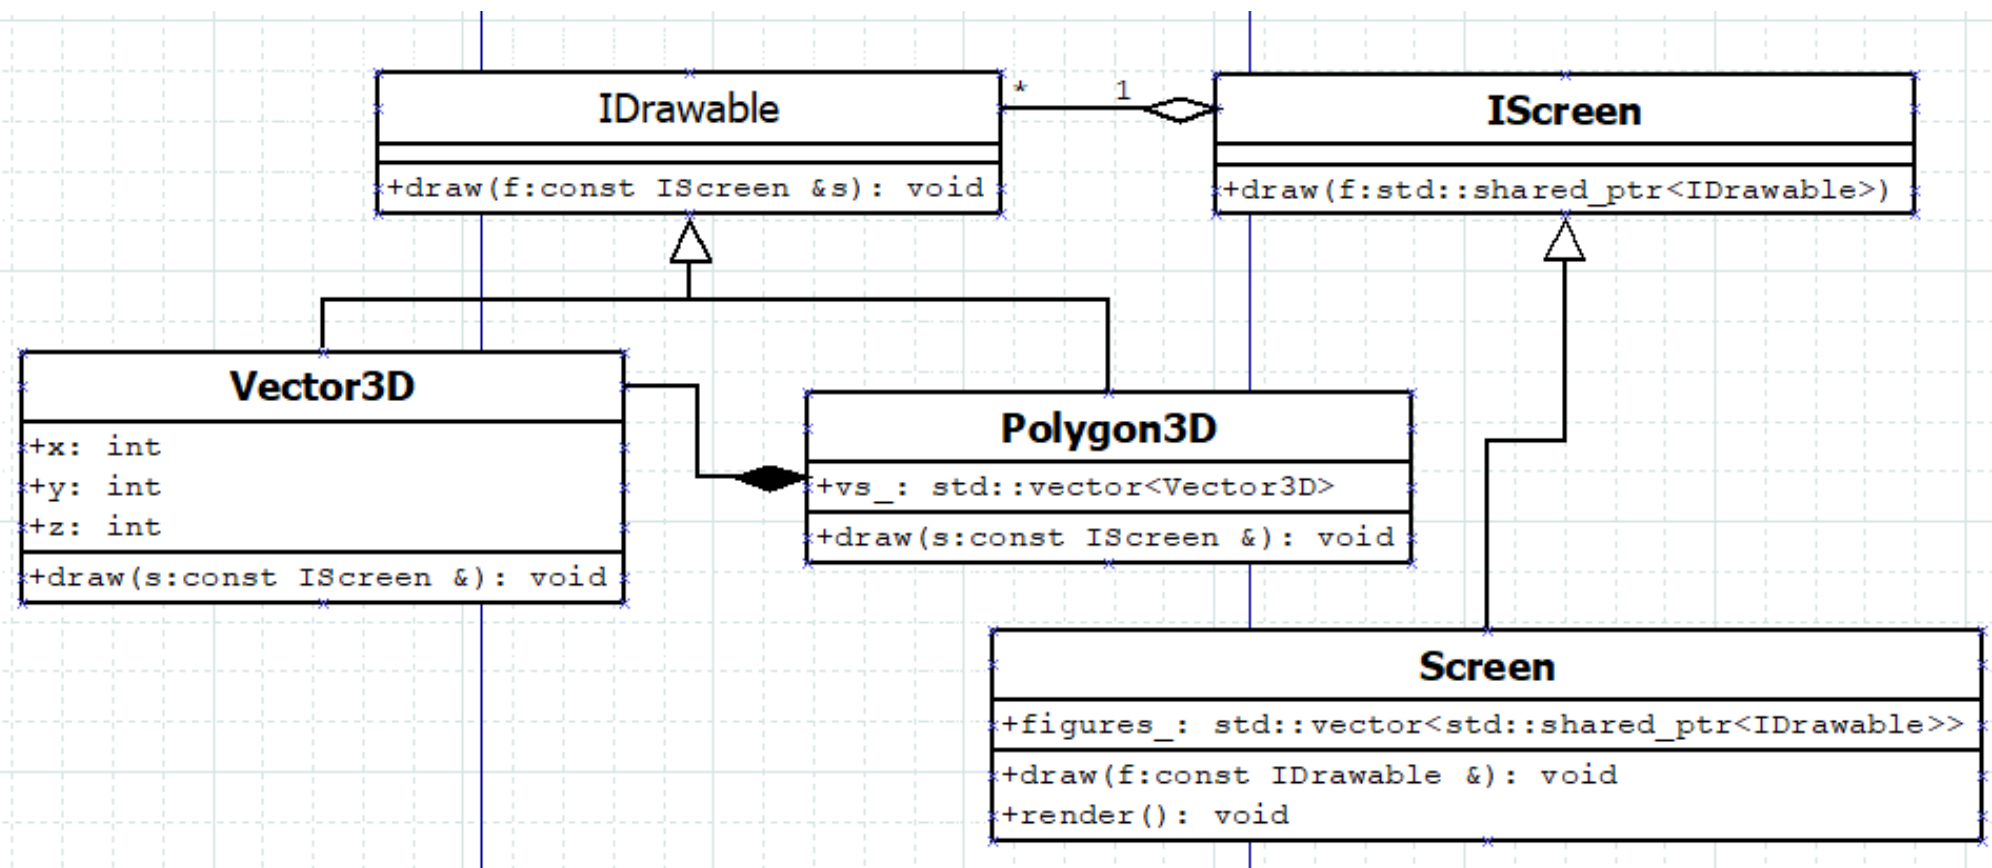 IDrawable
+draw(f:const IScreen &s): void
*
1
IScreen
+draw(f:std::shared_ptr<IDrawable>)
Vector3D
+x: int
+y: int
+z: int
+draw(s:const IScreen &): void
Polygon3D
+vs_: std::vector<Vector3D>
+draw(s:const IScreen &): void
Screen
+figures_: std::vector<std::shared_ptr<IDrawable>>
+draw(f:const IDrawable &): void
+render(): void